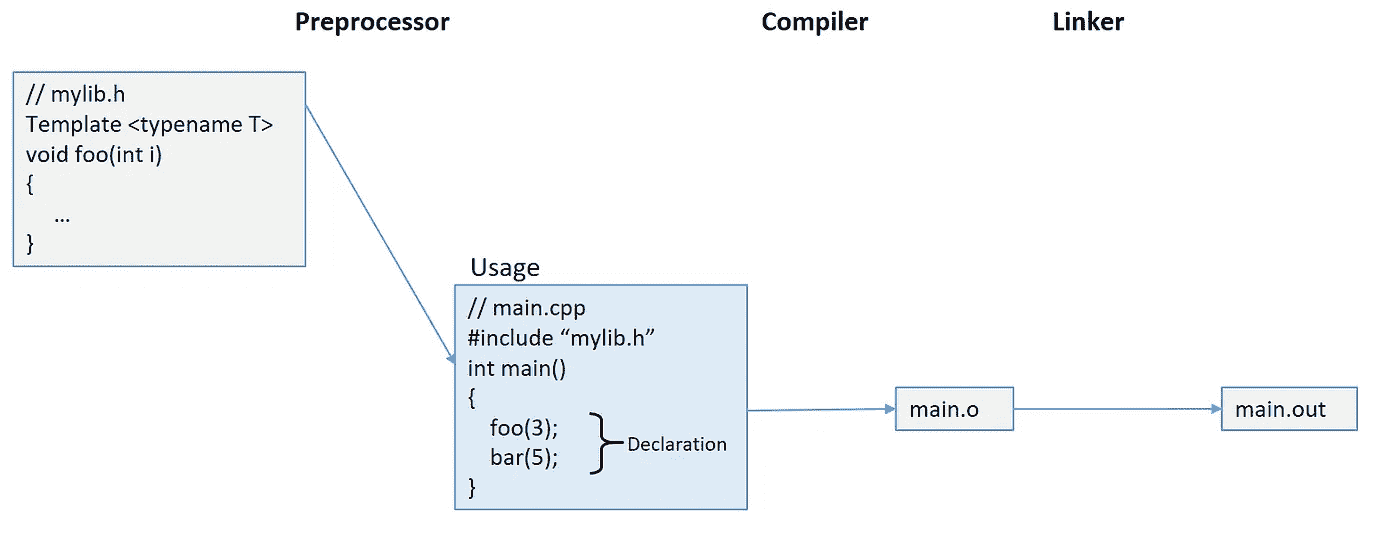 Preprocessor
Compiler
Linker
// mylib.h
Template <typename T>
void foo(int i)
{
...
}
Usage
// main.cpp
#include “mylib.h”
int main()
{
foo(3);
bar(5);
Declaration
}
main.o
main.out